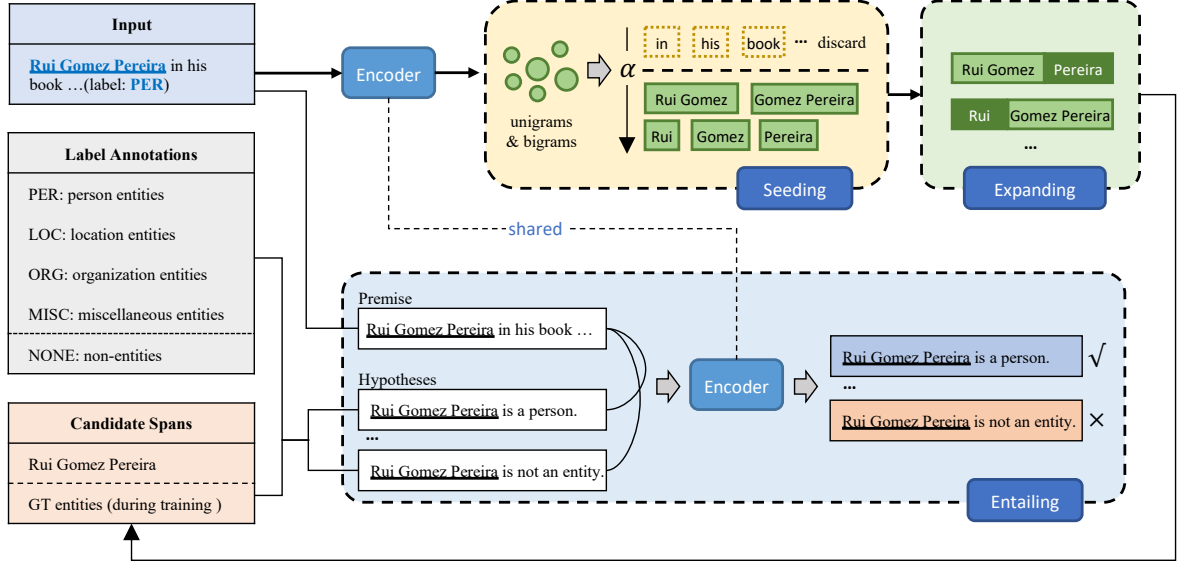 Input
Rui Gomez Pereira in his
book …(label: PER)
Encoder
unigrams
& bigrams
α
in his book … discard
Rui Gomez Gomez Pereira
Rui Gomez Pereira
Seeding
Rui Gomez Pereira
Rui Gomez Pereira
…
Expanding
Label Annotations
PER: person entities
LOC: location entities
ORG: organization entities
MISC: miscellaneous entities
NONE: non-entities
shared
Candidate Spans
Rui Gomez Pereira
GT entities (during training )
Premise
Rui Gomez Pereira in his book …
Hypotheses
Rui Gomez Pereira is a person.
…
Rui Gomez Pereira is not an entity.
Encoder
Rui Gomez Pereira is a person. √
…
Rui Gomez Pereira is not an entity. ×
Entailing